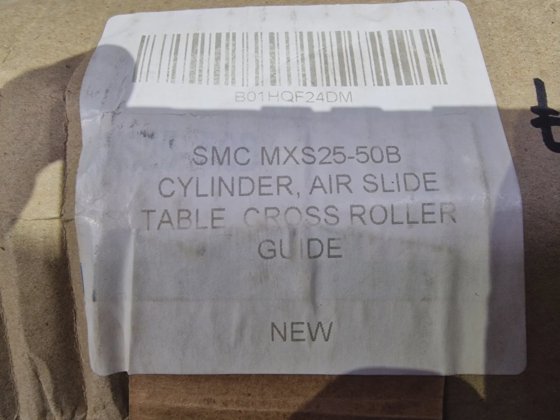 B01HQF24DM
SMC MXS25-50B
CYLINDER, AIR SLIDE
TABLE, CROSS ROLLER
GUIDE
NEW